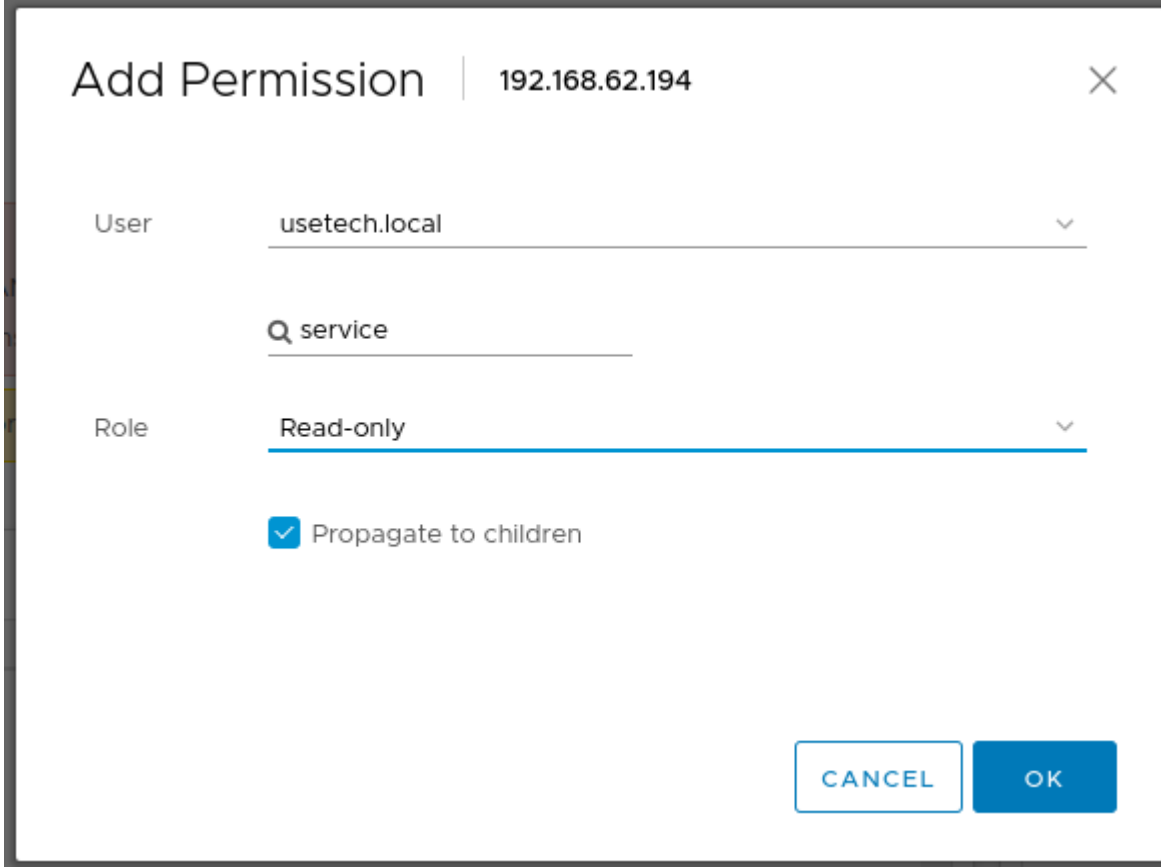 Add Permission 192.168.62.194
User usetech.local
service
Role Read-only
Propagate to children
CANCEL OK